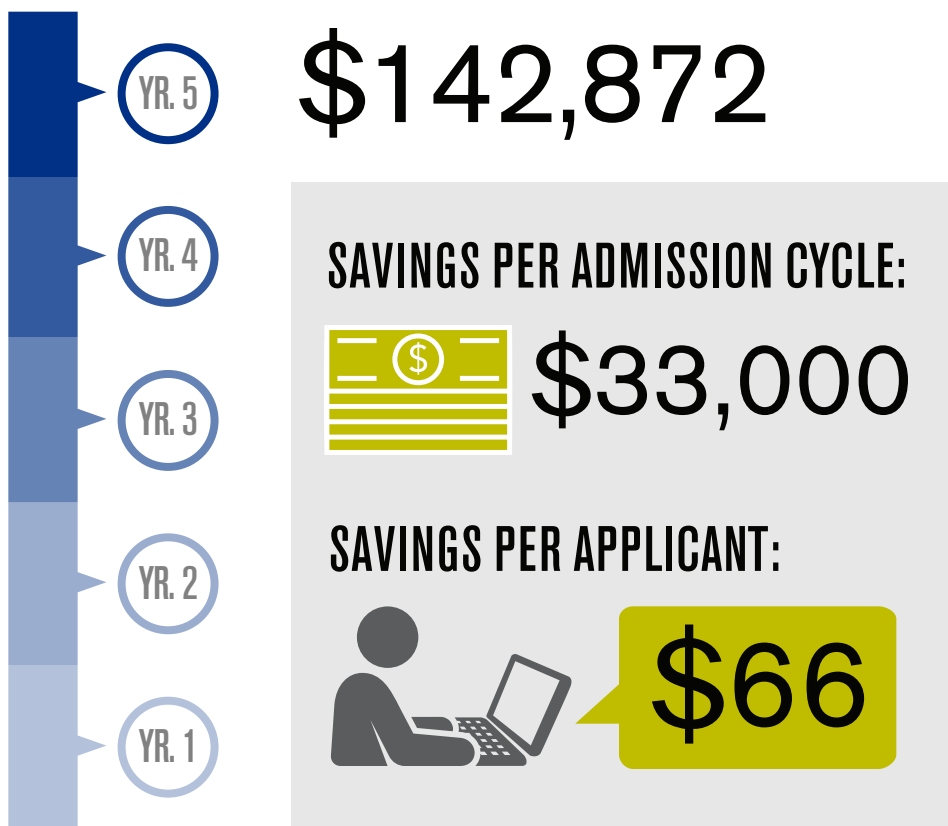 YR. 5
$142,872
YR. 4
SAVINGS PER ADMISSION CYCLE:
$
$33,000
YR. 3
SAVINGS PER APPLICANT:
YR. 2
$66
YR. 1